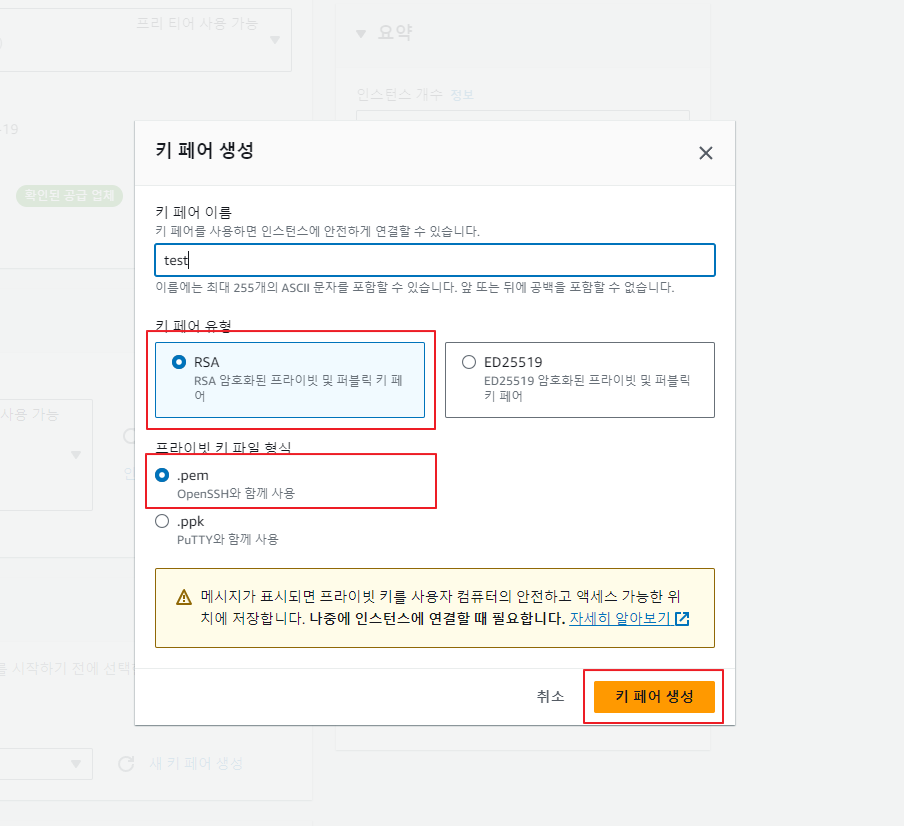 프리 티어 사용 가능
▼ 요약
인스턴스 개수 정보
-19
확인된 공급 업체
키 페어 생성
키 페어 이름
키 페어를 사용하면 인스턴스에 안전하게 연결할 수 있습니다.
test
이름에는 최대 255개의 ASCII 문자를 포함할 수 있습니다. 앞 또는 뒤에 공백을 포함할 수 없습니다.
키 페어 유형
RSA
RSA 암호화된 프라이빗 및 퍼블릭 키 페
어
ED25519
ED25519 암호화된 프라이빗 및 퍼블릭
키 페어
사용 가능
프라이빗 키 파일 형식
.pem
OpenSSH와 함께 사용
.ppk
PuTTY와 함께 사용
메시지가 표시되면 프라이빗 키를 사용자 컴퓨터의 안전하고 액세스 가능한 위
치에 저장합니다. 나중에 인스턴스에 연결할 때 필요합니다. 자세히 알아보기
를 시작하기 전에 선택
취소
키 페어 생성
새 키 페어 생성